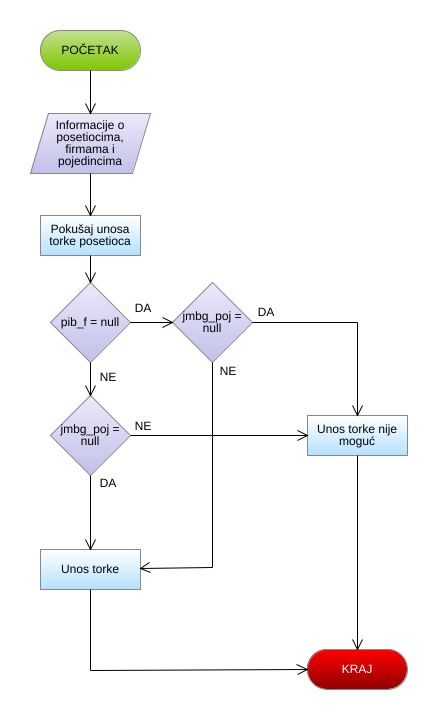 POČETAK
Informacije o
posetiocima,
firmama i
pojedincima
Pokušaj unosa
torke posetioca
pib_f = null
DA
jmbg_poj =
null
DA
NE
NE
jmbg_poj =
null
NE
Unos torke nije
moguć
DA
Unos torke
KRAJ